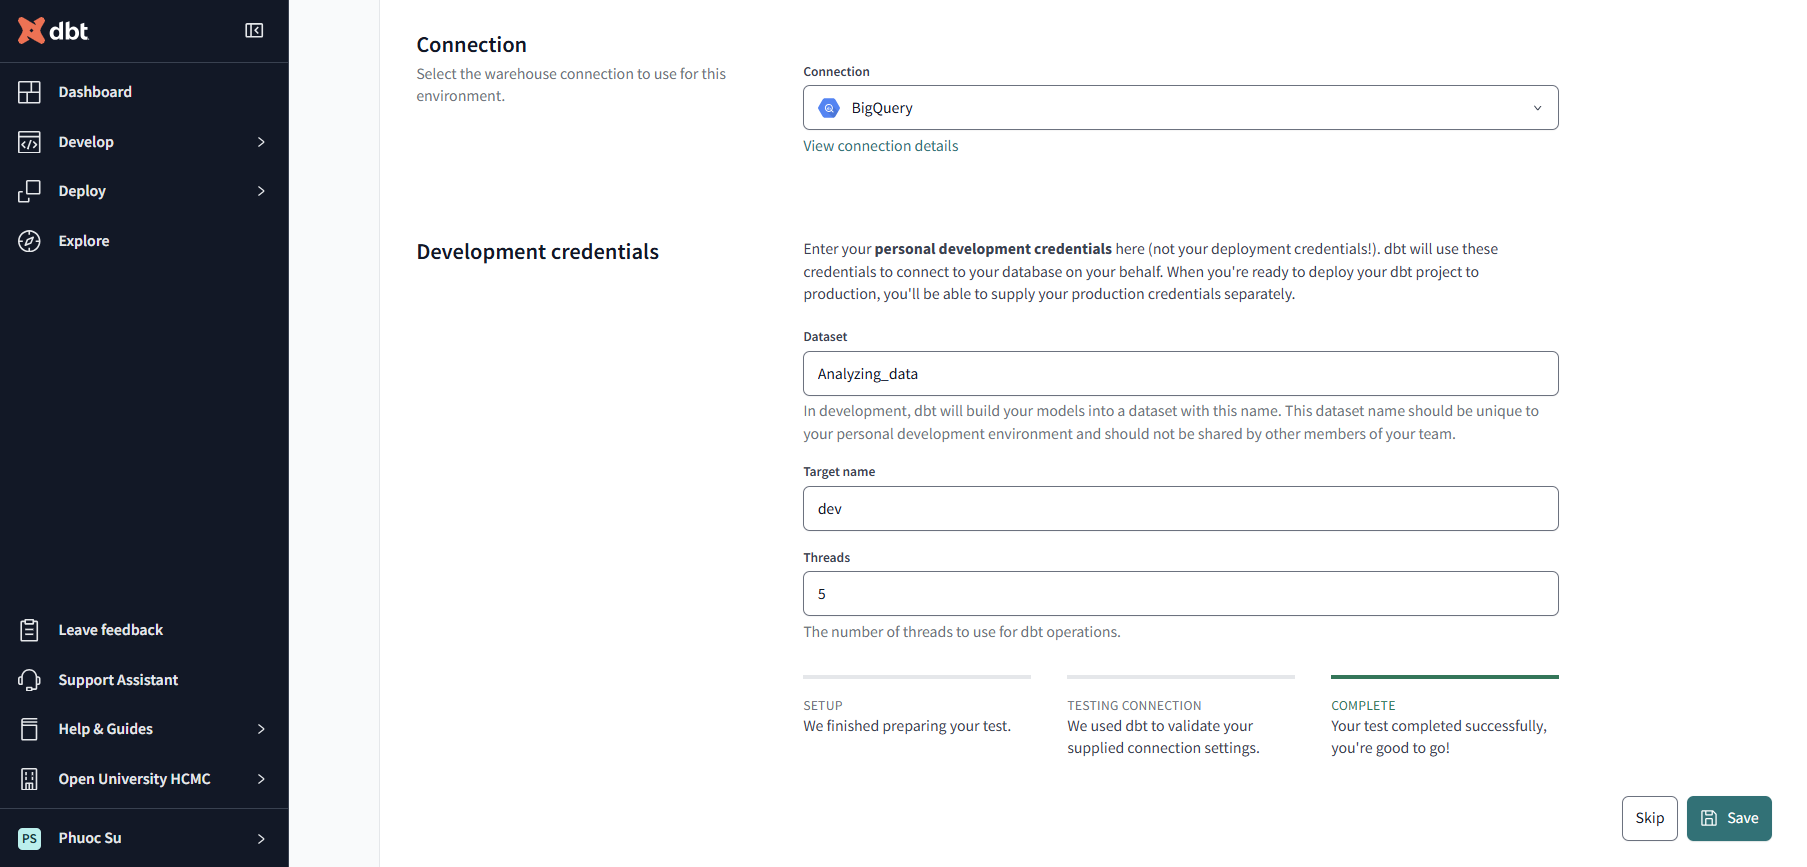 dbt
Dashboard
Develop
Deploy
Explore
Leave feedback
Support Assistant
Help & Guides
Open University HCMC
PS
Phuoc Su
Connection
Select the warehouse connection to use for this
environment.
Connection
BigQuery
View connection details
Development credentials
Enter your personal development credentials here (not your deployment credentials!). dbt will use these
credentials to connect to your database on your behalf. When you're ready to deploy your dbt project to
production, you'll be able to supply your production credentials separately.
Dataset
Analyzing_data
In development, dbt will build your models into a dataset with this name. This dataset name should be unique to
your personal development environment and should not be shared by other members of your team.
Target name
dev
Threads
5
The number of threads to use for dbt operations.
SETUP
We finished preparing your test.
TESTING CONNECTION
We used dbt to validate your
supplied connection settings.
COMPLETE
Your test completed successfully,
you're good to go!
Skip
Save